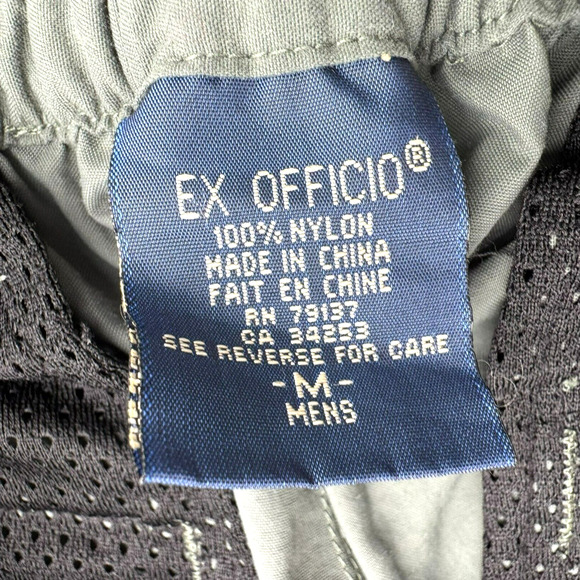 EX OFFICIO®
100% NYLON
MADE IN CHINA
FAIT EN CHINE
RN 79137
CA 34253
SEE REVERSE FOR CARE
-M-
MENS